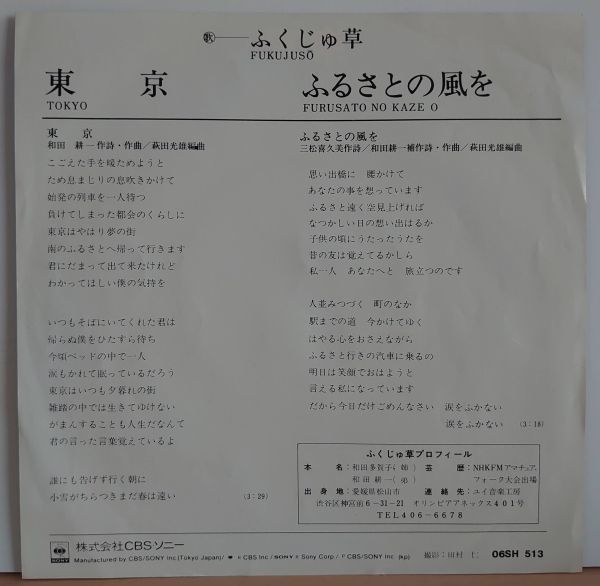 歌──ふくじゅ草
FUKUJUSŌ
東京
TOKYO
ふるさとの風を
FURUSATO NO KAZE O
東京
和田 耕一作詩・作曲／萩田光雄編曲
こごえた手を暖ためようと
ため息まじりの息吹きかけて
始発の列車を一人待つ
負けてしまった都会のくらしに
東京はやはり夢の街
南のふるさとへ帰って行きます
君にだまって出て来たけれど
わかってほしい僕の気持を
いつもそばにいてくれた君は
帰らぬ僕をひたすら待ち
今頃ベッドの中で一人
涙もかれて眠っているだろう
東京はいつも夕暮れの街
雑踏の中では生きてゆけない
がまんすることも人生だなんて
君の言った言葉覚えているよ
誰にも告げず行く朝に
小雪がちらつきまだ春は遠い (3:29)
ふるさとの風を
三松喜久美作詩／和田耕一補作詩・作曲／萩田光雄編曲
思い出橋に 腰かけて
あなたの事を想っています
ふるさと遠く空見上げれば
なつかしい日の想い出はるか
子供の頃にうたったうたを
昔の友は覚えてるかしら
私一人 あなたへと 旅立つのです
人並みつづく 町のなか
駅までの道 今かけてゆく
はやる心をおさえながら
ふるさと行きの汽車に乗るの
明日は笑顔でおはようと
言える私になっています
だから今日だけごめんなさい 涙をふかない
涙をふかない (3:18)
ふくじゅ草プロフィール
本名：和田多賀子(姉) 芸歴：NHKFMアマチュア,
和田耕一(弟) フォーク大会出場
出身地：愛媛県松山市 連絡先：ユイ音楽工房
渋谷区神宮前6−31−21 オリンピアアネックス401号
TEL406−6678
SONY 株式会社CBS・ソニー
Manufactured by CBS/SONY Inc.(Tokyo Japan)/ CBS Inc/SONY Sony Corp/℗ CBS/SONY Inc (kp)
撮影：田村 06SH 513